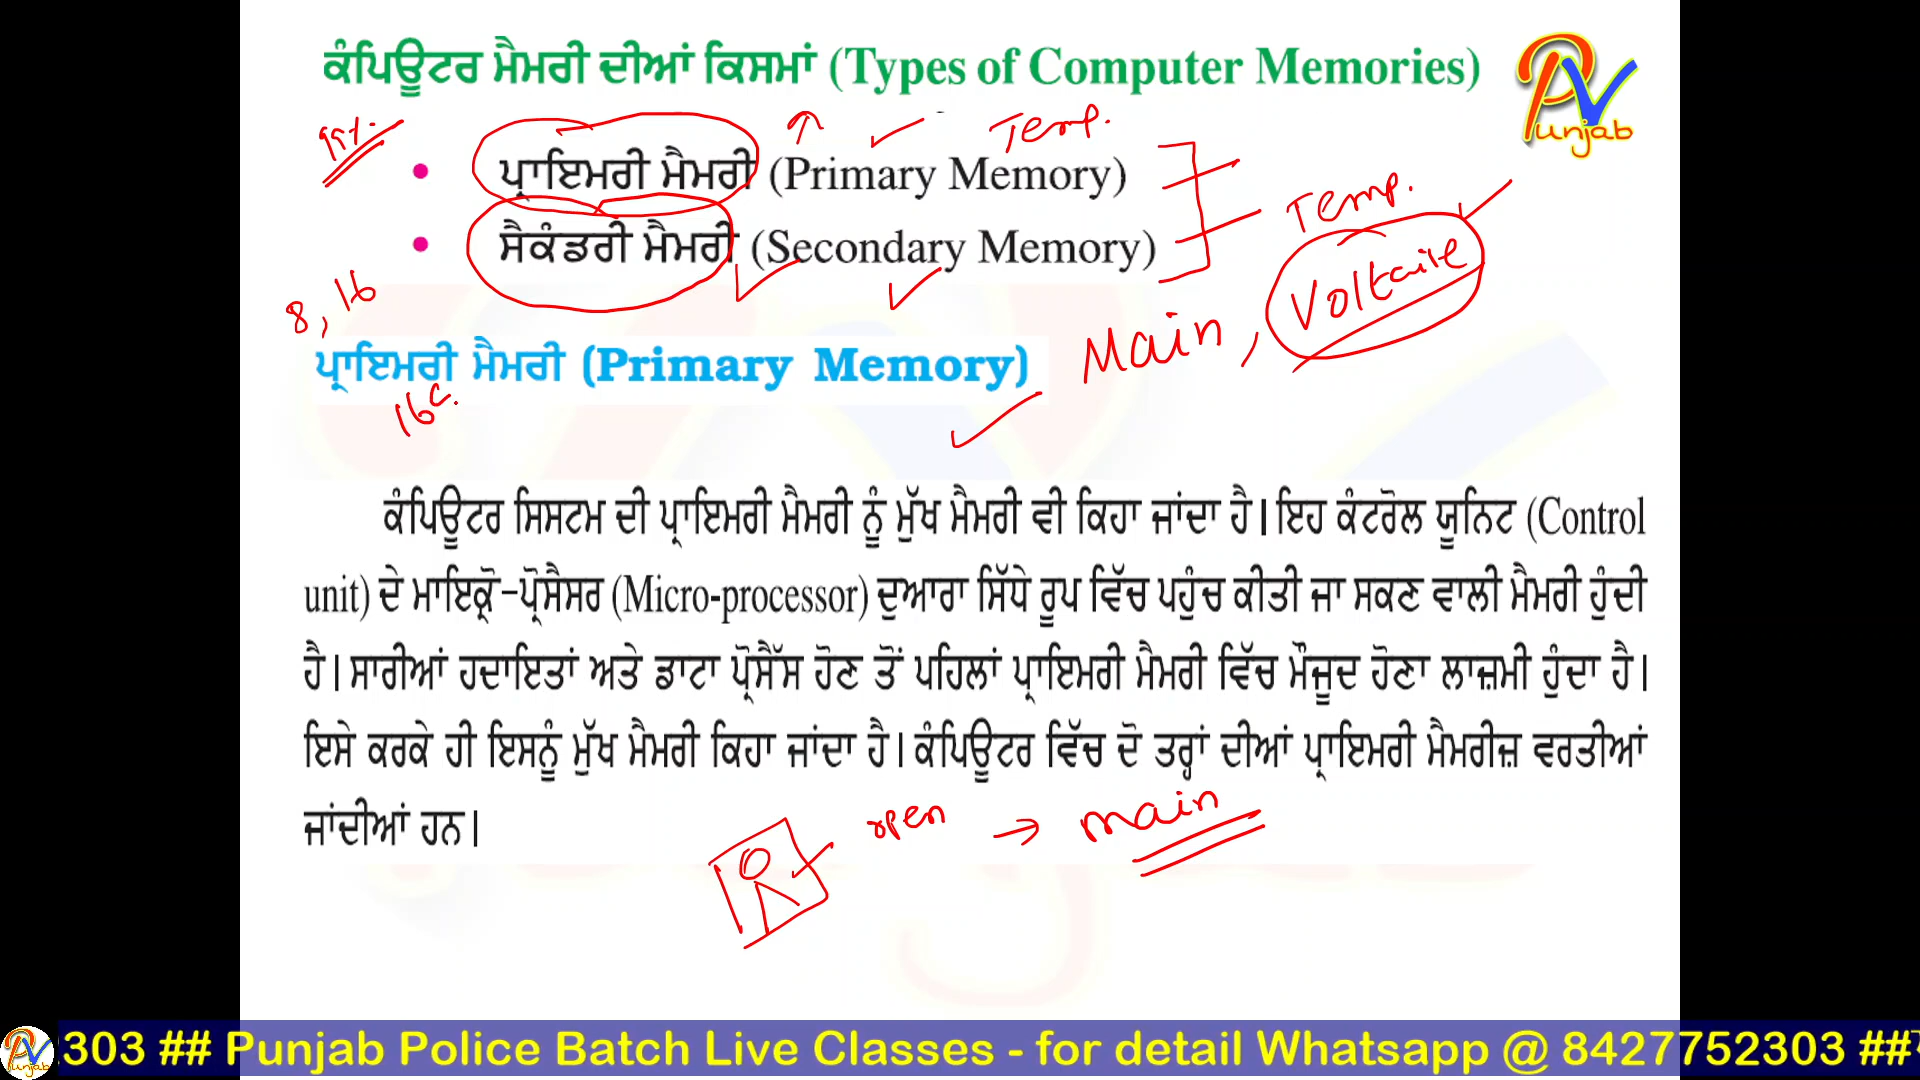 ਕੰਪਿਊਟਰ ਮੈਮਰੀ ਦੀਆਂ ਕਿਸਮਾਂ (Types of Computer Memories)
PV Punjab
99%.
Temp.
• ਪ੍ਰਾਇਮਰੀ ਮੈਮਰੀ (Primary Memory)
Temp.
• ਸੈਕੰਡਰੀ ਮੈਮਰੀ (Secondary Memory)
8, 16
Main, Voltaile
ਪ੍ਰਾਇਮਰੀ ਮੈਮਰੀ (Primary Memory)
ਕੰਪਿਊਟਰ ਸਿਸਟਮ ਦੀ ਪ੍ਰਾਇਮਰੀ ਮੈਮਰੀ ਨੂੰ ਮੁੱਖ ਮੈਮਰੀ ਵੀ ਕਿਹਾ ਜਾਂਦਾ ਹੈ। ਇਹ ਕੰਟਰੋਲ ਯੂਨਿਟ (Control
unit) ਦੇ ਮਾਇਕ੍ਰੋ-ਪ੍ਰੋਸੈਸਰ (Micro-processor) ਦੁਆਰਾ ਸਿੱਧੇ ਰੂਪ ਵਿੱਚ ਪਹੁੰਚ ਕੀਤੀ ਜਾ ਸਕਣ ਵਾਲੀ ਮੈਮਰੀ ਹੁੰਦੀ
ਹੈ। ਸਾਰੀਆਂ ਹਦਾਇਤਾਂ ਅਤੇ ਡਾਟਾ ਪ੍ਰੋਸੈੱਸ ਹੋਣ ਤੋਂ ਪਹਿਲਾਂ ਪ੍ਰਾਇਮਰੀ ਮੈਮਰੀ ਵਿੱਚ ਮੌਜੂਦ ਹੋਣਾ ਲਾਜ਼ਮੀ ਹੁੰਦਾ ਹੈ।
ਇਸੇ ਕਰਕੇ ਹੀ ਇਸਨੂੰ ਮੁੱਖ ਮੈਮਰੀ ਕਿਹਾ ਜਾਂਦਾ ਹੈ। ਕੰਪਿਊਟਰ ਵਿੱਚ ਦੋ ਤਰ੍ਹਾਂ ਦੀਆਂ ਪ੍ਰਾਇਮਰੀ ਮੈਮਰੀਜ਼ ਵਰਤੀਆਂ
ਜਾਂਦੀਆਂ ਹਨ।
open → main
303 ## Punjab Police Batch Live Classes - for detail Whatsapp @ 8427752303 ##